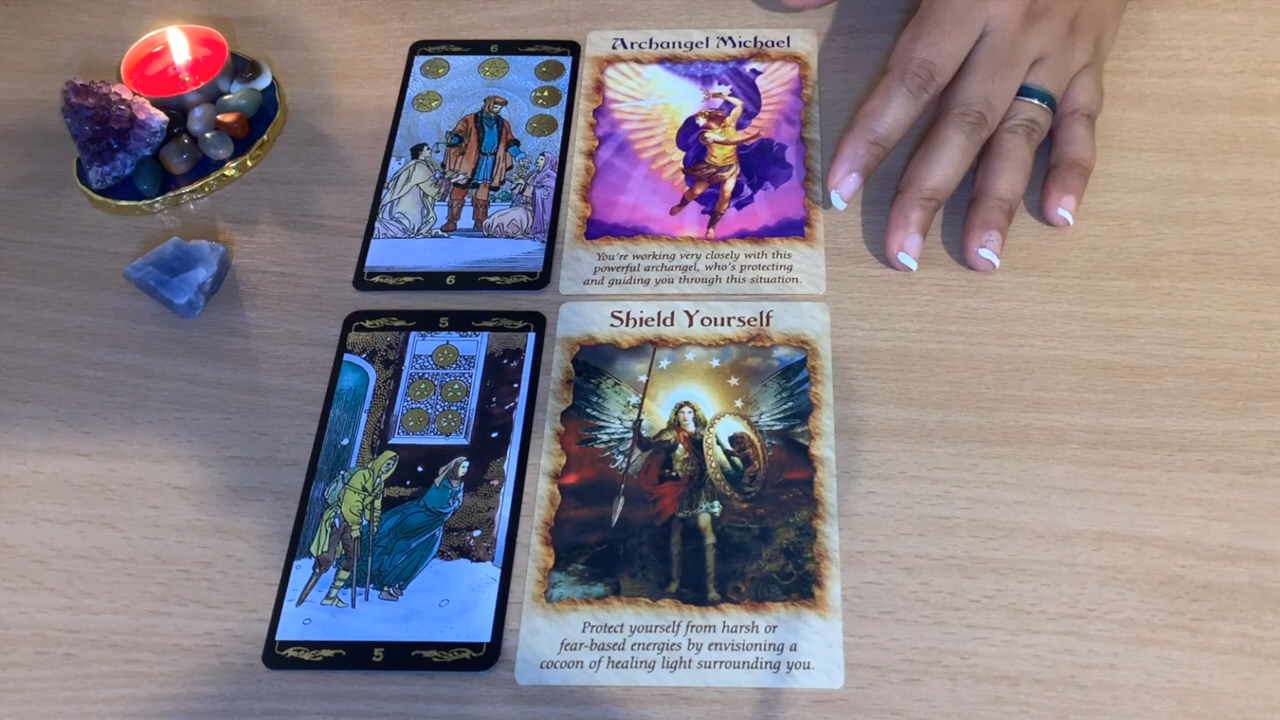 6
6
Archangel Michael
You're working very closely with this
powerful archangel, who's protecting
and guiding you through this situation.
5
5
Shield Yourself
Protect yourself from harsh or
fear-based energies by envisioning a
cocoon of healing light surrounding you.